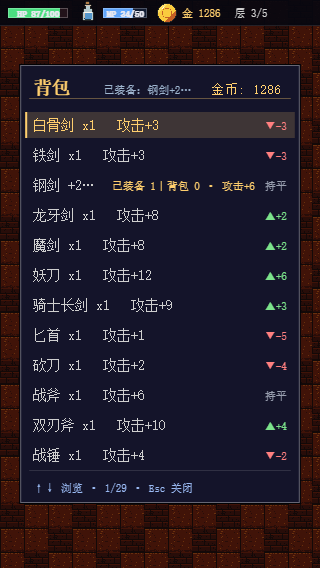 HP 87/100 MP 24/50 金 1286 层 3/5
背包 己装备: 钢剑+2… 金币: 1286
白骨剑 x1 攻击+3 ▼-3
铁剑 x1 攻击+3 ▼-3
钢剑 +2… 己装备 1|背包 0 · 攻击+6 持平
龙牙剑 x1 攻击+8 ▲+2
魔剑 x1 攻击+8 ▲+2
妖刀 x1 攻击+12 ▲+6
骑士长剑 x1 攻击+9 ▲+3
匕首 x1 攻击+1 ▼-5
砍刀 x1 攻击+2 ▼-4
战斧 x1 攻击+6 持平
双刃斧 x1 攻击+10 ▲+4
战锤 x1 攻击+4 ▼-2
↑↓ 浏览 · 1/29 · Esc 关闭